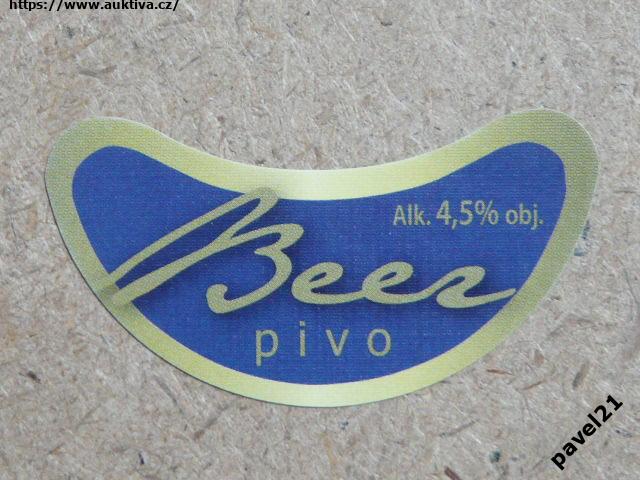 https://www.auktiva.cz/
Alk. 4,5% obj.
Beer
pivo
pavel21